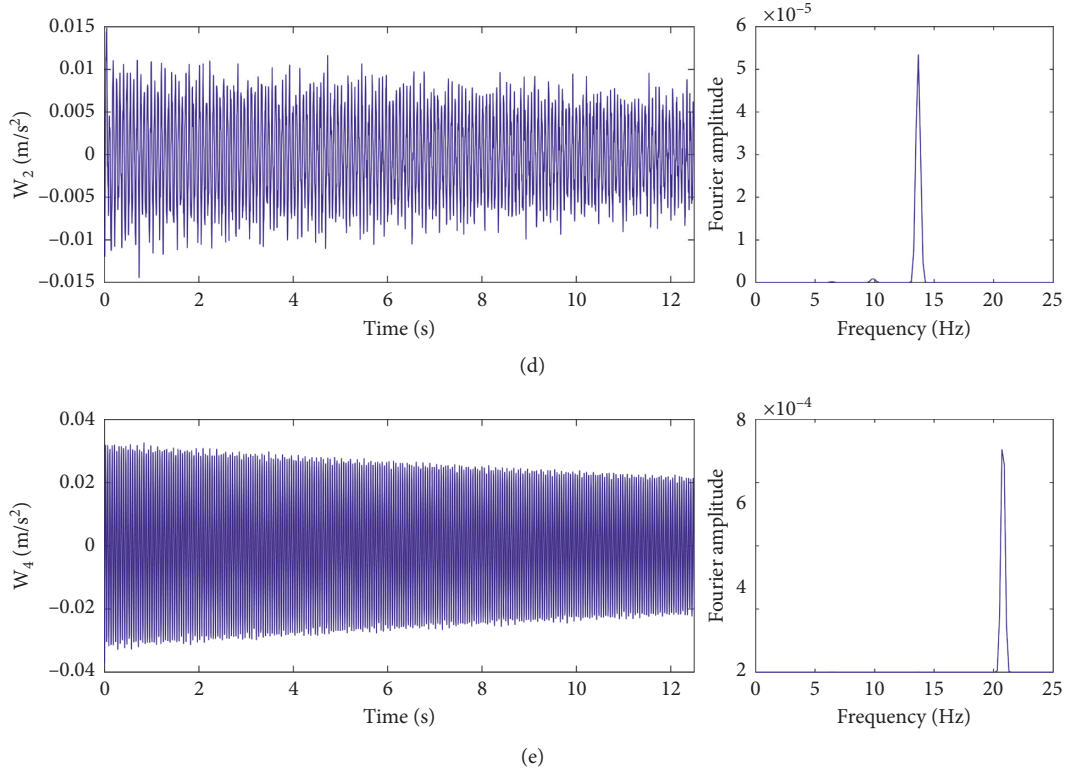 0.015
0.010
0.005
0
–0.005
–0.01
–0.015
W2 (m/s2)
0 2 4 6 8 10 12
Time (s)
×10–5
6
5
4
3
2
1
0
Fourier amplitude
0 5 10 15 20 25
Frequency (Hz)
(d)
0.04
0.02
0
–0.02
–0.04
W4 (m/s2)
0 2 4 6 8 10 12
Time (s)
×10–4
8
6
4
2
Fourier amplitude
0 5 10 15 20 25
Frequency (Hz)
(e)